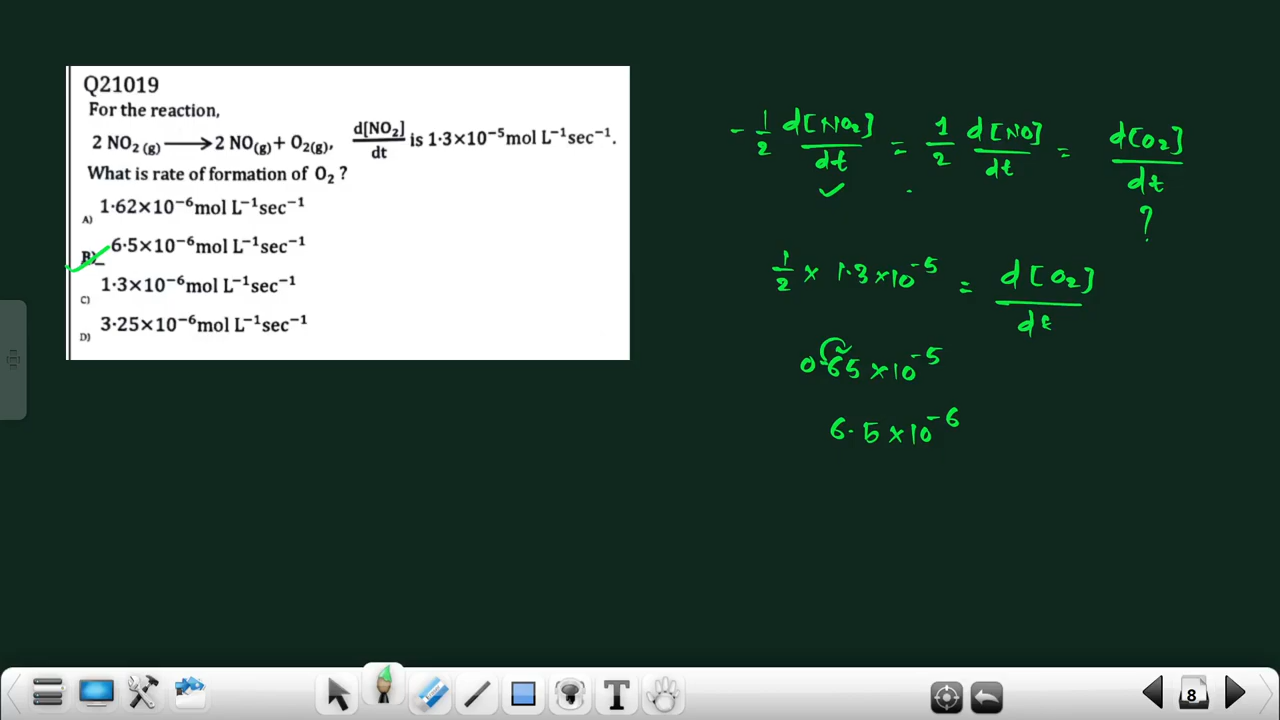 Q21019
For the reaction,
2 NO₂ (g) ⟶ 2 NO(g) + O₂(g), d[NO₂]/dt is 1·3×10⁻⁵mol L⁻¹sec⁻¹.
What is rate of formation of O₂ ?
A) 1·62×10⁻⁶mol L⁻¹sec⁻¹
B) 6·5×10⁻⁶mol L⁻¹sec⁻¹
C) 1·3×10⁻⁶mol L⁻¹sec⁻¹
D) 3·25×10⁻⁶mol L⁻¹sec⁻¹
- 1/2 d[NO₂]/dt = 1/2 d[NO]/dt = d[O₂]/dt
?
1/2 × 1.3×10⁻⁵ = d[O₂]/dt
0.65×10⁻⁵
6.5×10⁻⁶
T
8